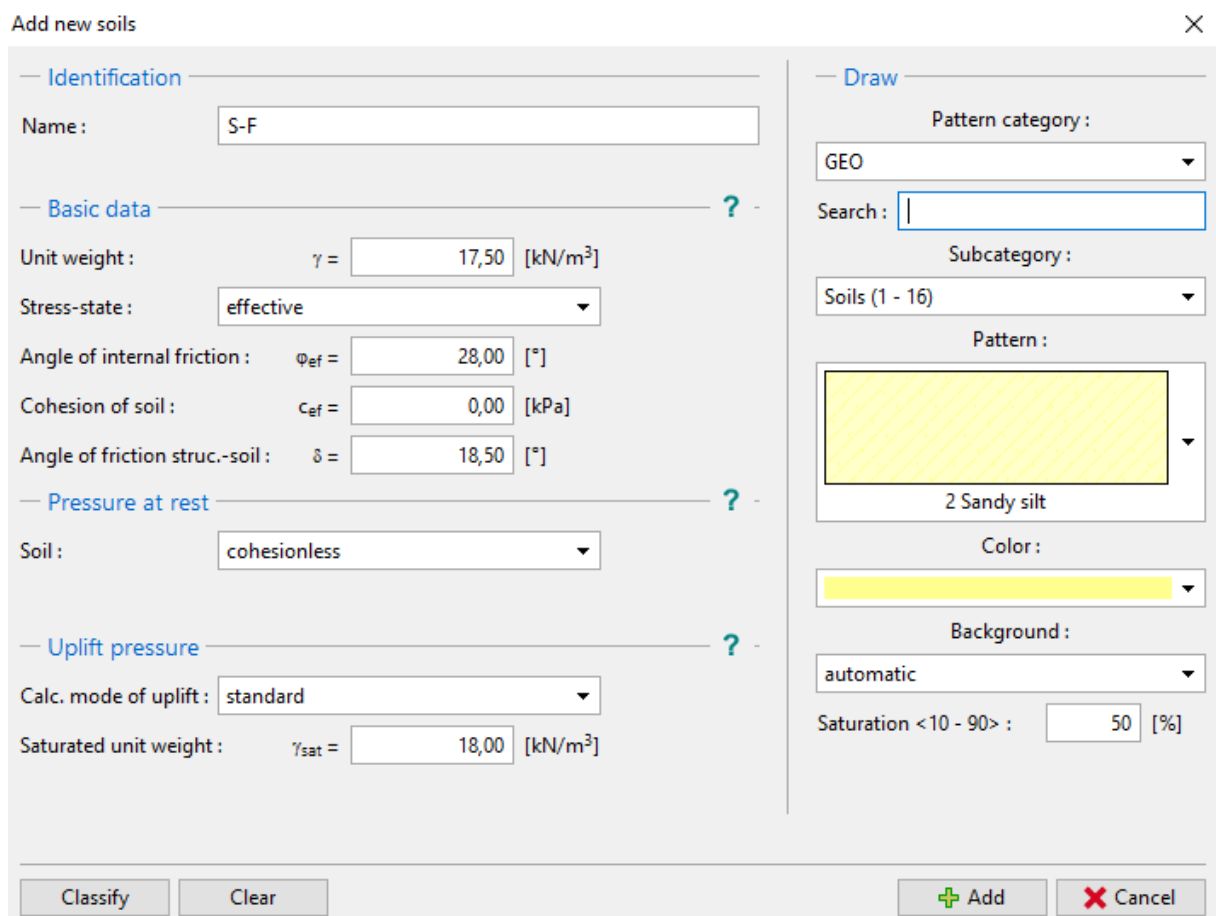 Add new soils
Identification
Name :
S-F
Basic data
?
Unit weight :
γ =
17,50
[kN/m³]
Stress-state :
effective
Angle of internal friction :
φef =
28,00
[°]
Cohesion of soil :
cef =
0,00
[kPa]
Angle of friction struc.-soil :
δ =
18,50
[°]
Pressure at rest
?
Soil :
cohesionless
Uplift pressure
?
Calc. mode of uplift :
standard
Saturated unit weight :
γsat =
18,00
[kN/m³]
Draw
Pattern category :
GEO
Search :
Subcategory :
Soils (1 - 16)
Pattern :
2 Sandy silt
Color :
Background :
automatic
Saturation <10 - 90> :
50
[%]
Classify
Clear
Add
Cancel